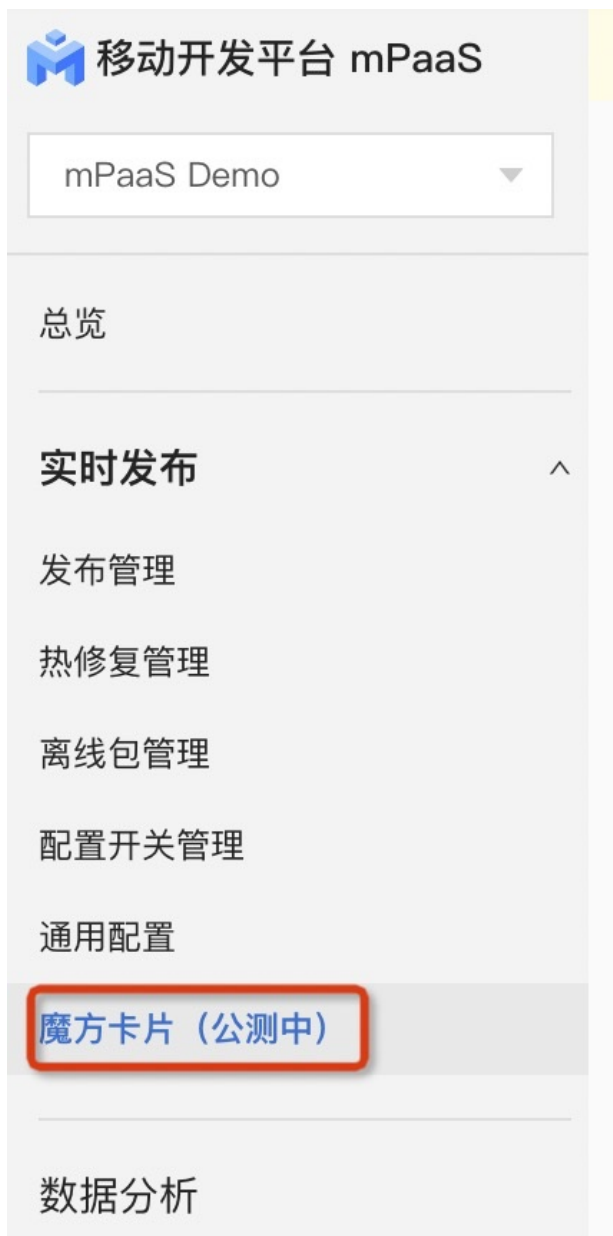 移动开发平台 mPaaS
mPaaS Demo
总览
实时发布
发布管理
热修复管理
离线包管理
配置开关管理
通用配置
魔方卡片（公测中）
数据分析